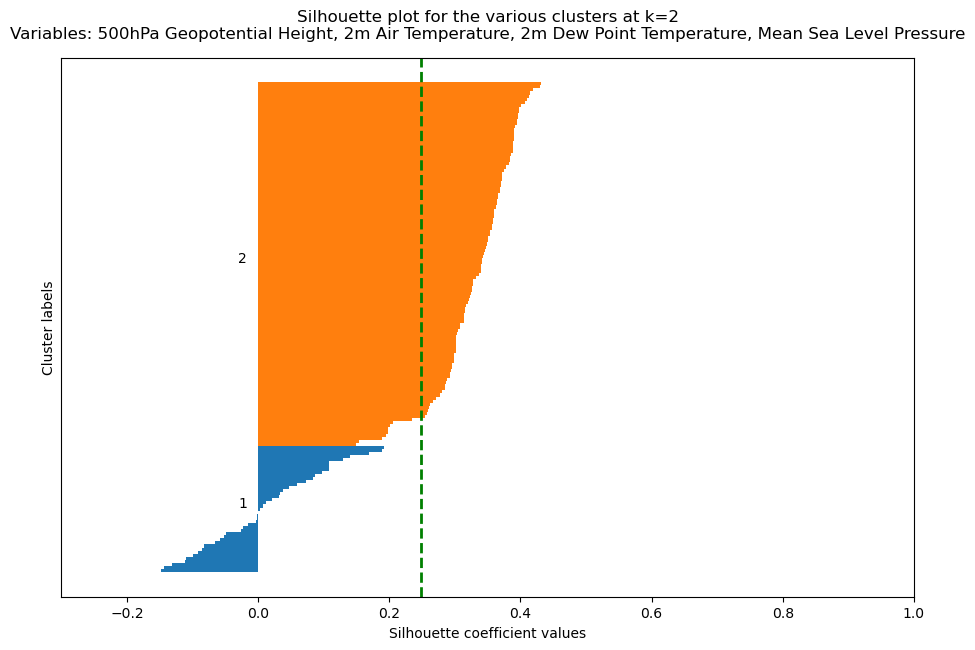 Silhouette plot for the various clusters at k=2
Variables: 500hPa Geopotential Height, 2m Air Temperature, 2m Dew Point Temperature, Mean Sea Level Pressure
Cluster labels
2
1
−0.2 0.0 0.2 0.4 0.6 0.8 1.0
Silhouette coefficient values